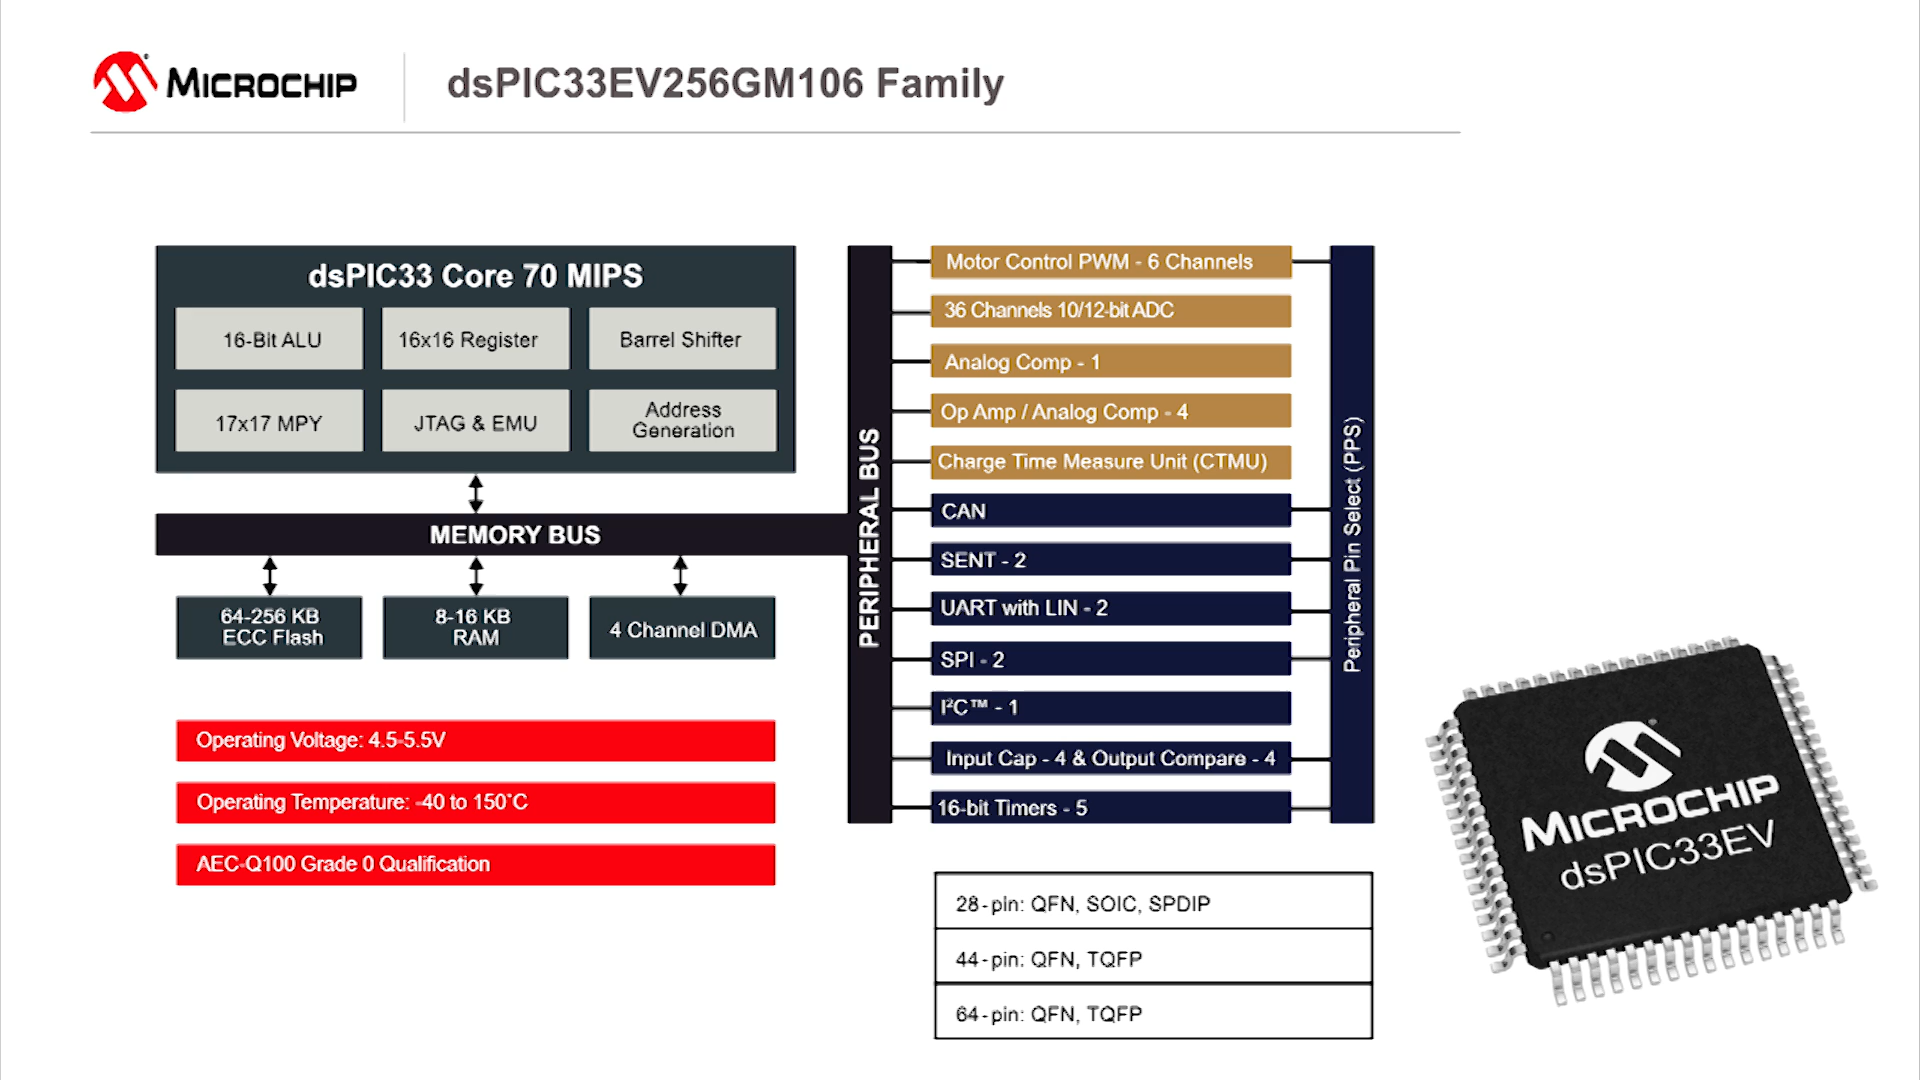 MICROCHIP
dsPIC33EV256GM106 Family
dsPIC33 Core 70 MIPS
16-Bit ALU
16x16 Register
Barrel Shifter
17x17 MPY
JTAG & EMU
Address
Generation
MEMORY BUS
64-256 KB
ECC Flash
8-16 KB
RAM
4 Channel DMA
Operating Voltage: 4.5-5.5V
Operating Temperature: -40 to 150°C
AEC-Q100 Grade 0 Qualification
PERIPHERAL BUS
Motor Control PWM - 6 Channels
36 Channels 10/12-bit ADC
Analog Comp - 1
Op Amp / Analog Comp - 4
Charge Time Measure Unit (CTMU)
CAN
SENT - 2
UART with LIN - 2
SPI - 2
I²C™ - 1
Input Cap - 4 & Output Compare - 4
16-bit Timers - 5
Peripheral Pin Select (PPS)
28-pin: QFN, SOIC, SPDIP
44-pin: QFN, TQFP
64-pin: QFN, TQFP
MICROCHIP
dsPIC33EV